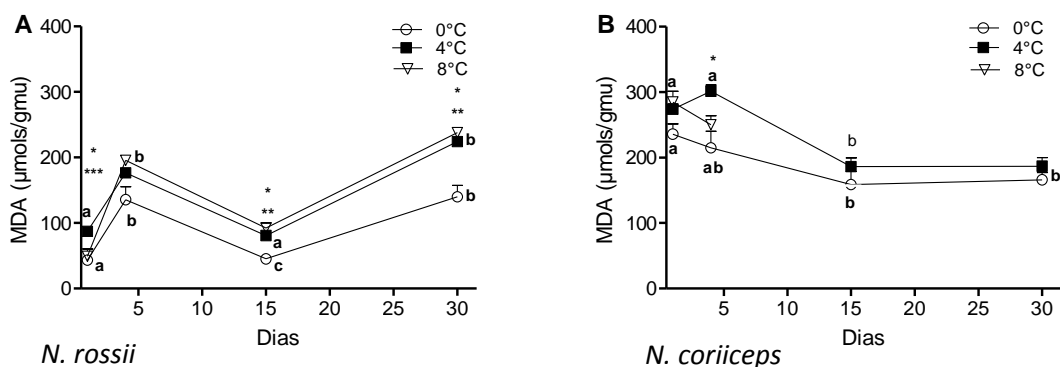 A
0°C
4°C
8°C
MDA (µmols/gmu)
400
300
200
100
0
*
***
a
a
b
b
*
**
a
c
*
**
b
b
5
10
15
20
25
30
Dias
N. rossii
B
0°C
4°C
8°C
MDA (µmols/gmu)
400
300
200
100
0
a
a
*
a
ab
b
b
b
5
10
15
20
25
30
Dias
N. coriiceps